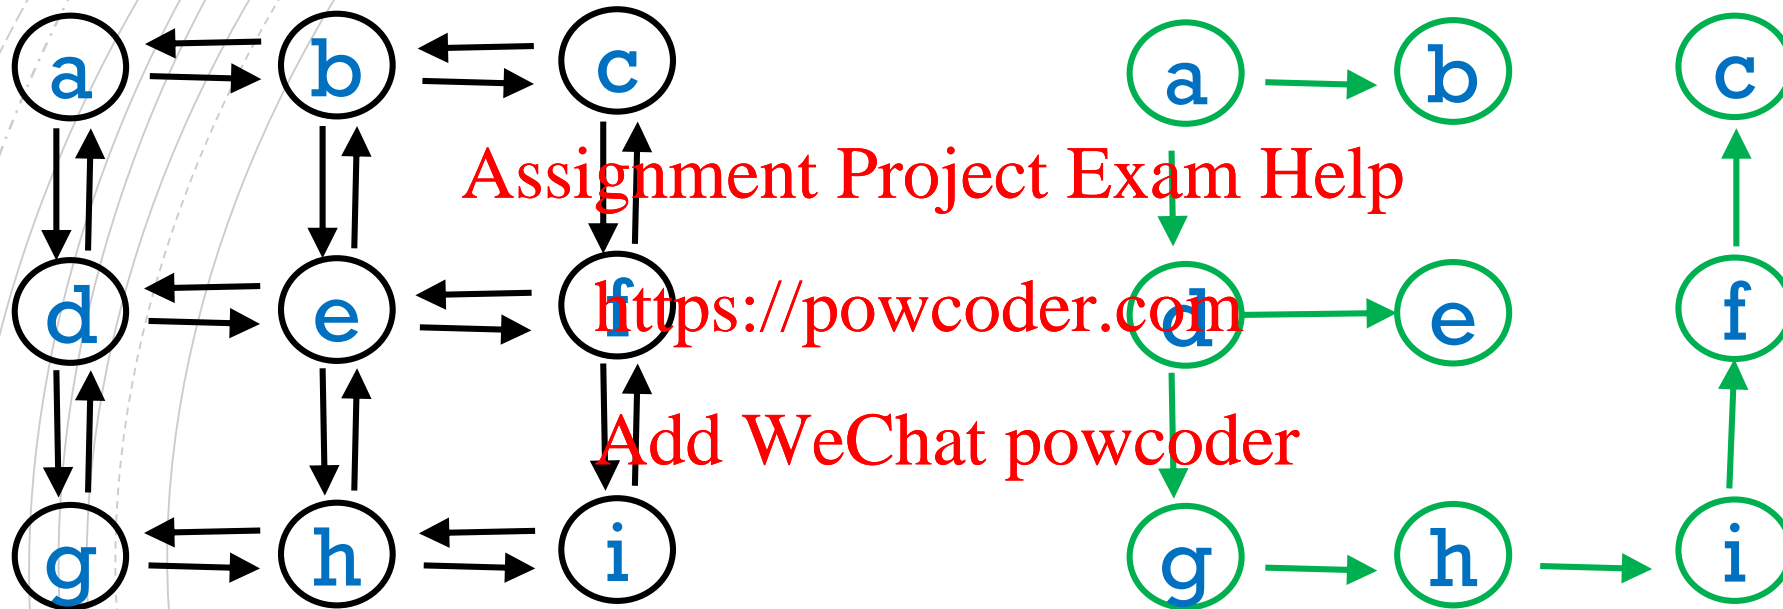 a b c a b c
Assignment Project Exam Help
d e f d e f
https://powcoder.com
Add WeChat powcoder
g h i g h i